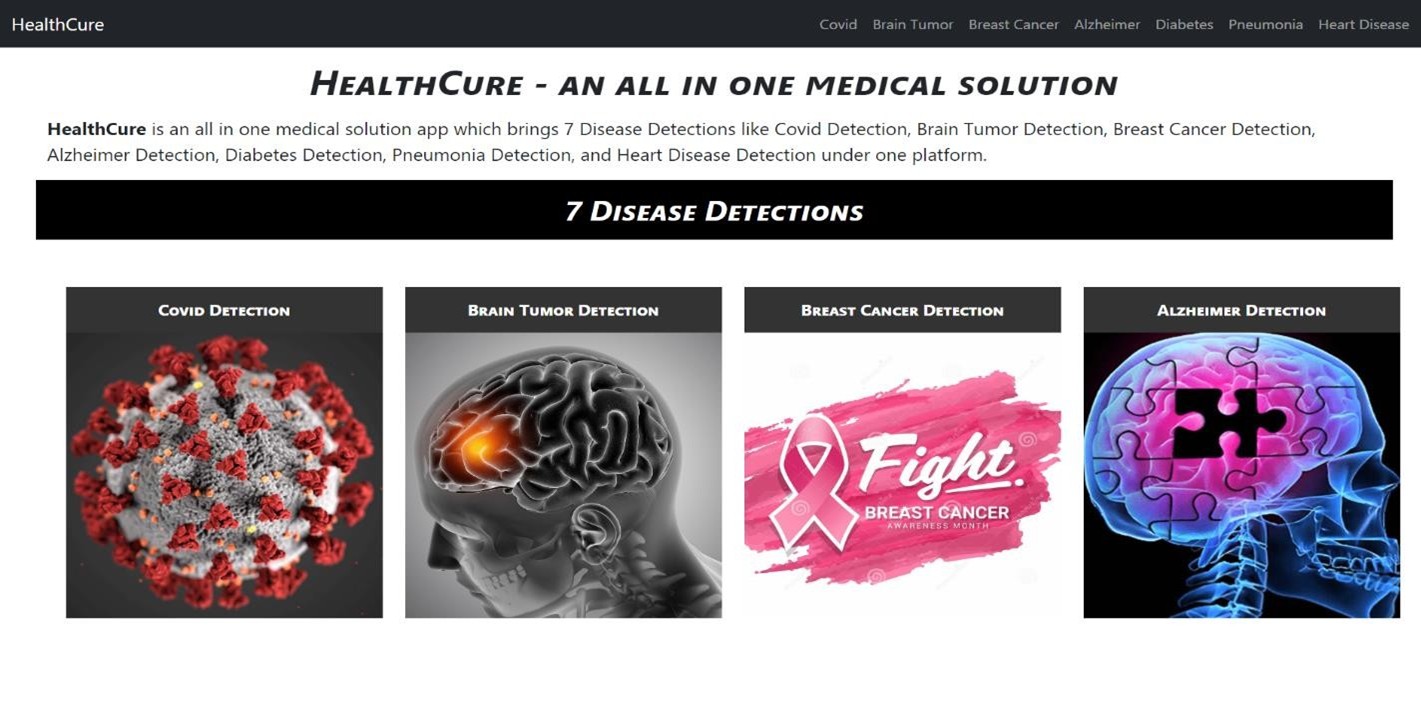 HealthCure
Covid Brain Tumor Breast Cancer Alzheimer Diabetes Pneumonia Heart Disease
HealthCure - an all in one medical solution
HealthCure is an all in one medical solution app which brings 7 Disease Detections like Covid Detection, Brain Tumor Detection, Breast Cancer Detection,
Alzheimer Detection, Diabetes Detection, Pneumonia Detection, and Heart Disease Detection under one platform.
7 Disease Detections
Covid Detection
Brain Tumor Detection
Breast Cancer Detection
Alzheimer Detection
Fight
BREAST CANCER
AWARENESS MONTH